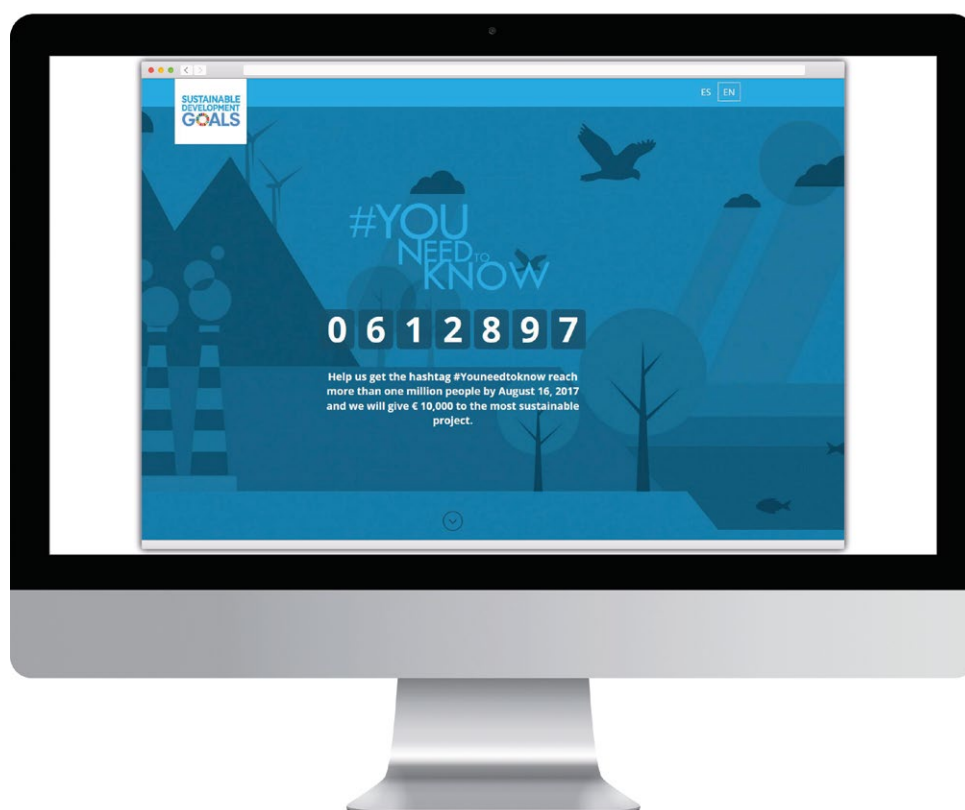 SUSTAINABLE
DEVELOPMENT
GOALS
ES EN
#YOU
NEED TO
KNOW
0612897
Help us get the hashtag #Youneedtoknow reach
more than one million people by August 16, 2017
and we will give € 10,000 to the most sustainable
project.